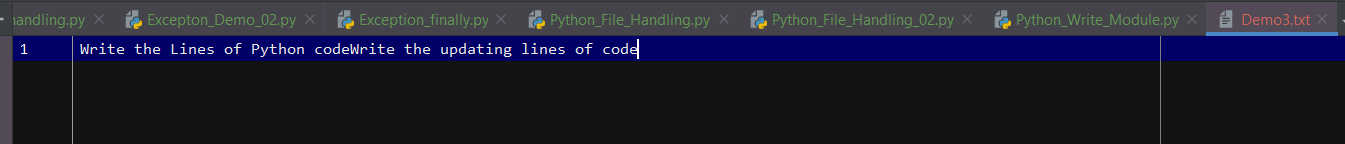 handling.py Excepton_Demo_02.py Exception_finally.py Python_File_Handling.py Python_File_Handling_02.py Python_Write_Module.py Demo3.txt
1 Write the Lines of Python codeWrite the updating lines of code